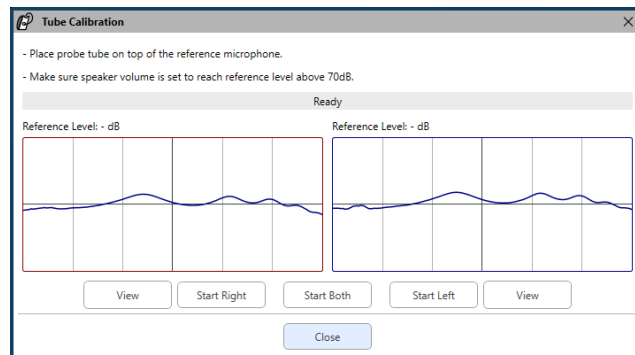 Tube Calibration
- Place probe tube on top of the reference microphone.
- Make sure speaker volume is set to reach reference level above 70dB.
Ready
Reference Level: - dB
Reference Level: - dB
View
Start Right
Start Both
Start Left
View
Close